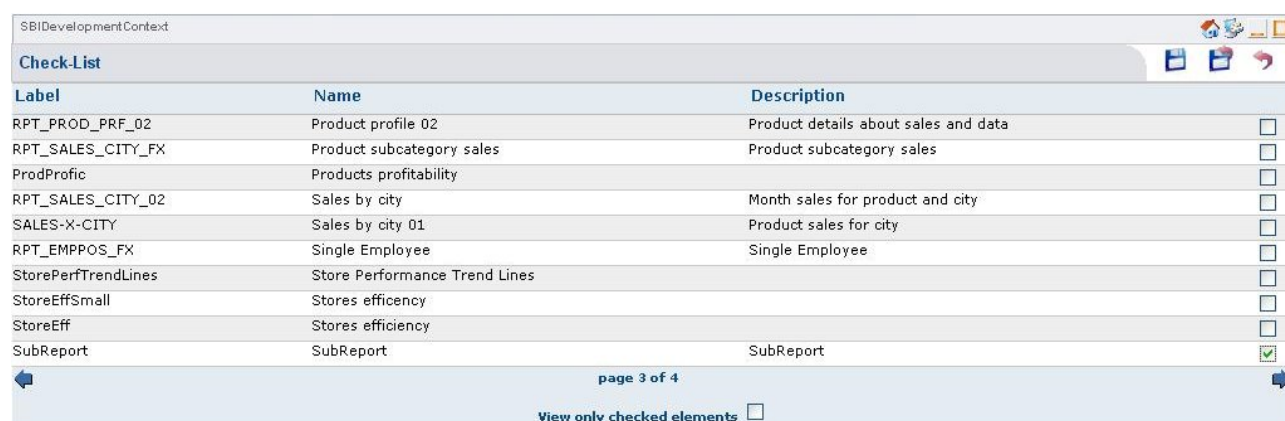 SBIDevelopmentContext
Check-List
Label Name Description
RPT_PROD_PRF_02 Product profile 02 Product details about sales and data
RPT_SALES_CITY_FX Product subcategory sales Product subcategory sales
ProdProfic Products profitability
RPT_SALES_CITY_02 Sales by city Month sales for product and city
SALES-X-CITY Sales by city 01 Product sales for city
RPT_EMPPOS_FX Single Employee Single Employee
StorePerfTrendLines Store Performance Trend Lines
StoreEffSmall Stores efficency
StoreEff Stores efficiency
SubReport SubReport SubReport
page 3 of 4
View only checked elements